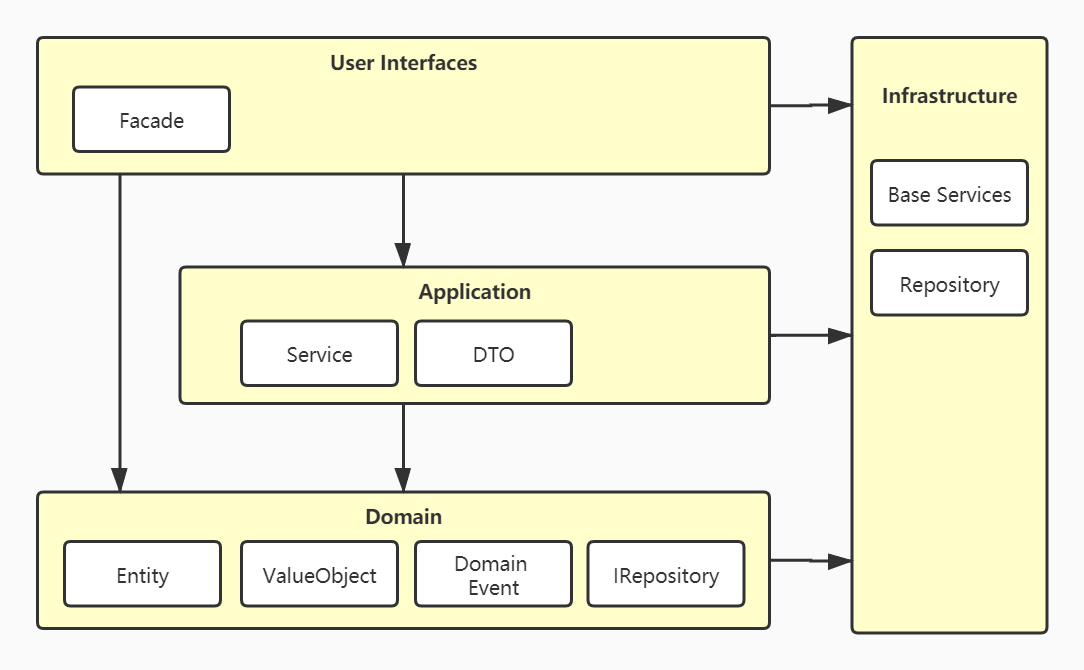 User Interfaces
Facade
Infrastructure
Base Services
Repository
Application
Service
DTO
Domain
Entity
ValueObject
Domain
Event
IRepository